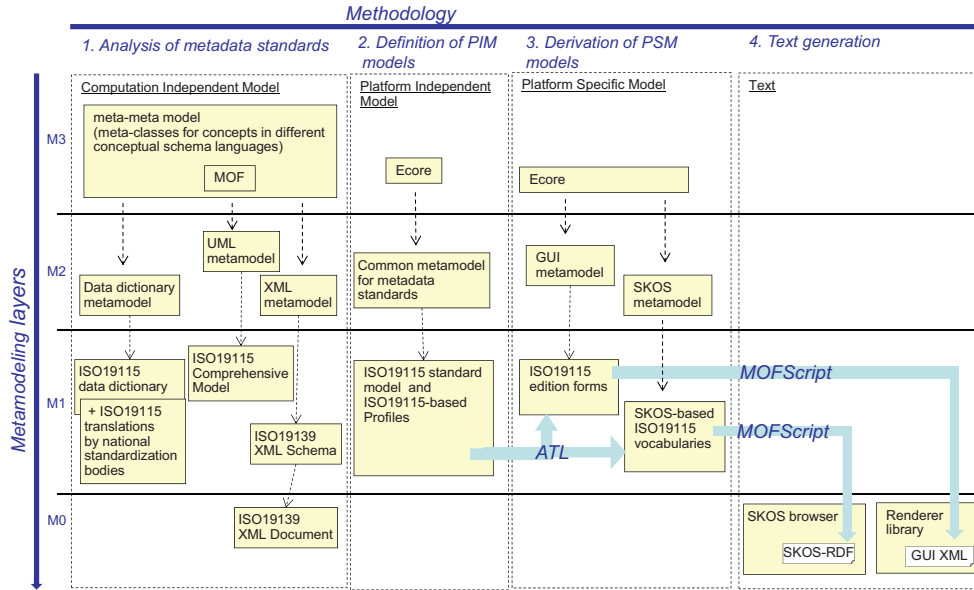 Methodology
1. Analysis of metadata standards
2. Definition of PIM
models
3. Derivation of PSM
models
4. Text generation
Metamodeling layers
M3
M2
M1
M0
Computation Independent Model
meta-meta model
(meta-classes for concepts in different
conceptual schema languages)
MOF
UML
metamodel
Data dictionary
metamodel
XML
metamodel
ISO19115
data dictionary
+ ISO19115
translations
by national
standardization
bodies
ISO19115
Comprehensive
Model
ISO19139
XML Schema
ISO19139
XML Document
Platform Independent
Model
Ecore
Common metamodel
for metadata
standards
ISO19115 standard
model and
ISO19115-based
Profiles
Platform Specific Model
Ecore
GUI
metamodel
SKOS
metamodel
ISO19115
edition forms
SKOS-based
ISO19115
vocabularies
ATL
Text
MOFScript
MOFScript
SKOS browser
SKOS-RDF
Renderer
library
GUI XML